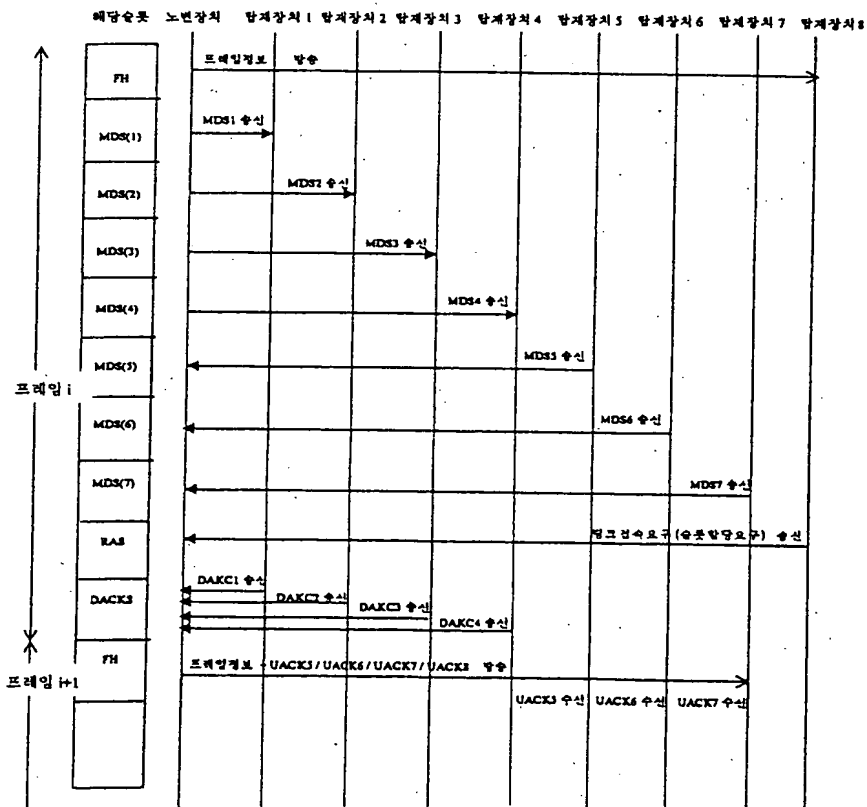 해당슬롯 노변장치 탑재장치1 탑재장치2 탑재장치3 탑재장치4 탑재장치5 탑재장치6 탑재장치7 탑재장치8
FH
프레임정보 방송
MDS(1)
MDS1 송신
MDS(2)
MDS2 송신
MDS(3)
MDS3 송신
MDS(4)
MDS4 송신
MDS(5)
MDS5 송신
프레임 i
MDS(6)
MDS6 송신
MDS(7)
MDS7 송신
RAS
링크접속요구(슬롯할당요구) 송신
DACKS
DAKC1 송신
DAKC2 송신
DAKC3 송신
DAKC4 송신
FH
프레임정보 - UACK5 / UACK6 / UACK7 / UACK8 방송
프레임 i+1
UACK5 수신 UACK6 수신 UACK7 수신